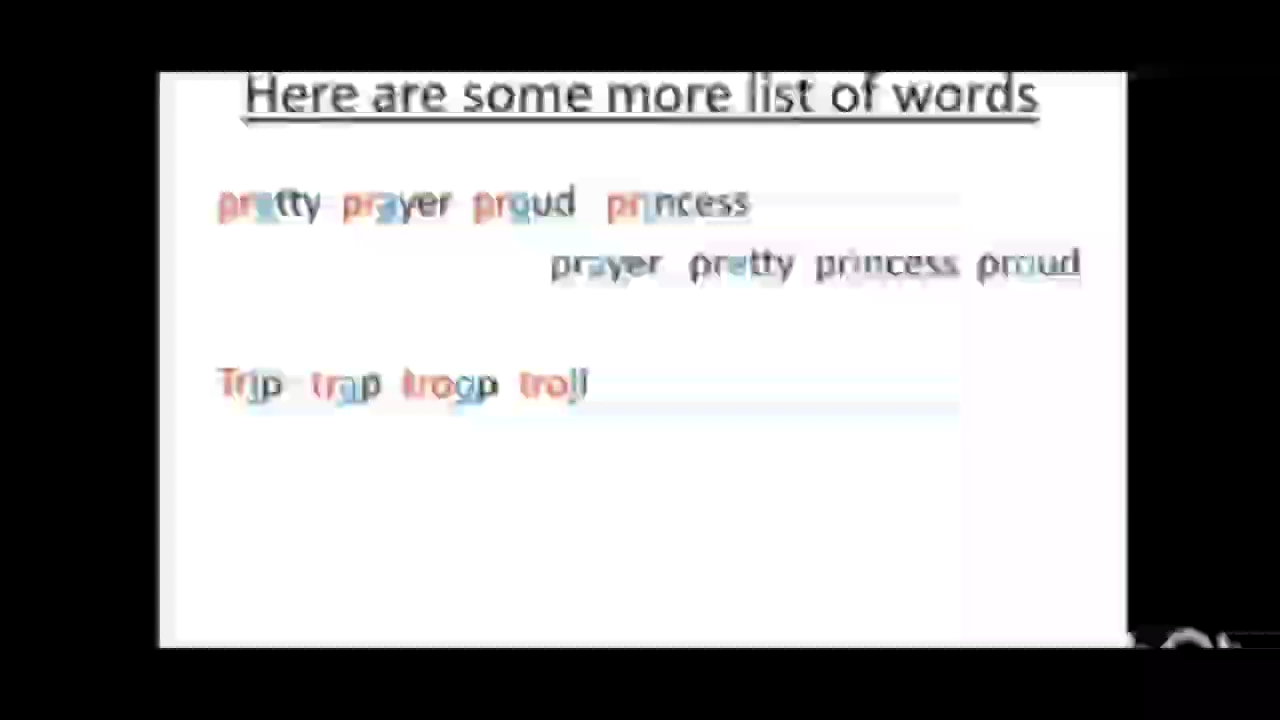 Here are some more list of words
pretty prayer proud princess
prayer pretty princess proud
Trip trap troop troll